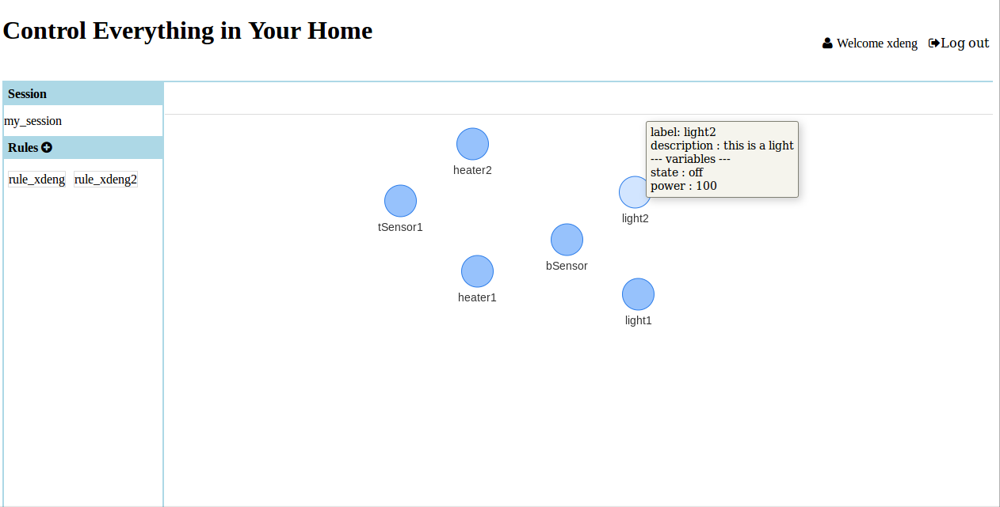 Control Everything in Your Home
Welcome xdeng Log out
Session
my_session
Rules
rule_xdeng rule_xdeng2
heater2
tSensor1
heater1
bSensor
label: light2
description : this is a light
--- variables ---
state : off
power : 100
light2
light1